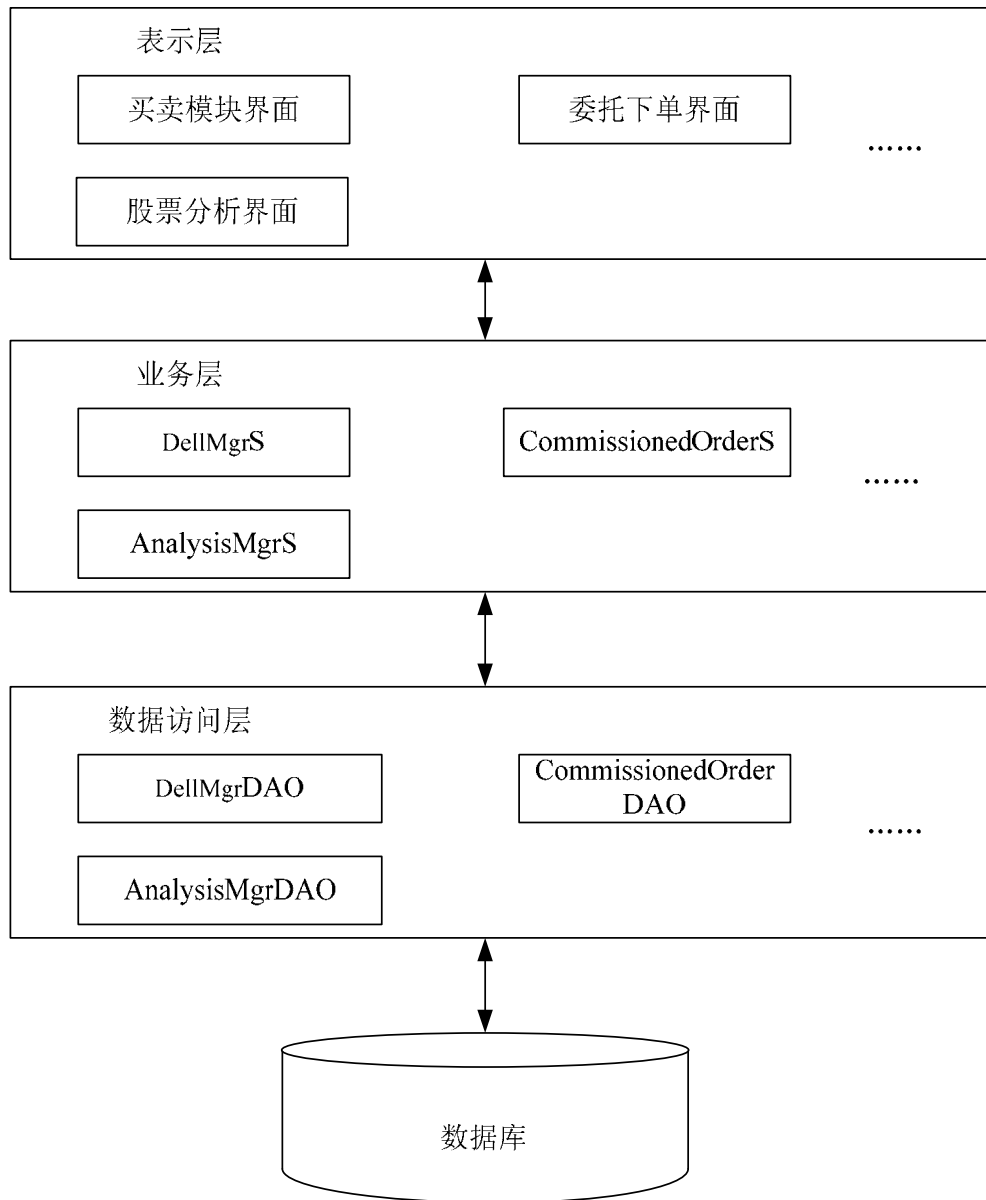 表示层
买卖模块界面
委托下单界面
......
股票分析界面
业务层
DellMgrS
CommissionedOrderS
......
AnalysisMgrS
数据访问层
DellMgrDAO
CommissionedOrder
DAO
......
AnalysisMgrDAO
数据库